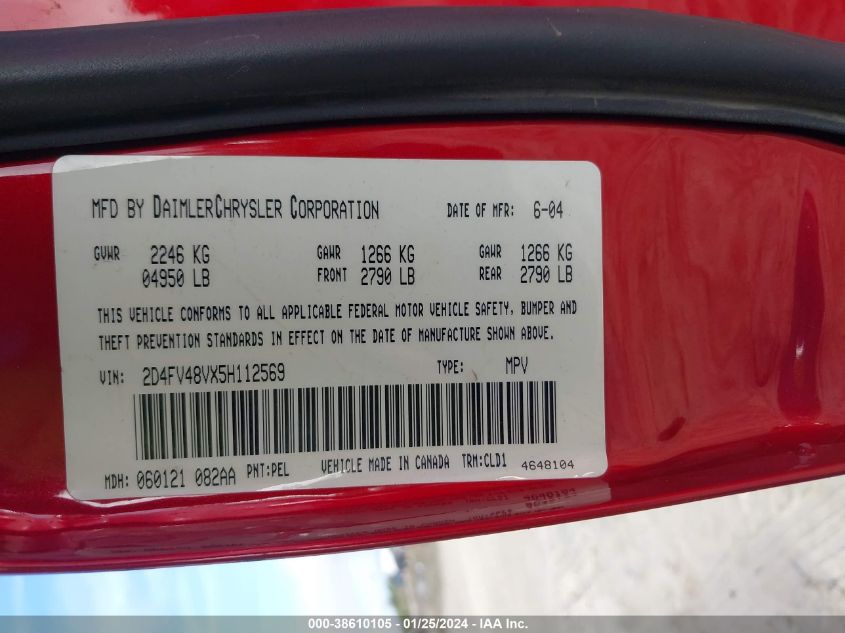 MFD BY DAIMLERCHRYSLER CORPORATION DATE OF MFR: 6-04
GVWR 2246 KG GAWR 1266 KG GAWR 1266 KG
04950 LB FRONT 2790 LB REAR 2790 LB
THIS VEHICLE CONFORMS TO ALL APPLICABLE FEDERAL MOTOR VEHICLE SAFETY, BUMPER AND
THEFT PREVENTION STANDARDS IN EFFECT ON THE DATE OF MANUFACTURE SHOWN ABOVE.
VIN: 2D4FV48VX5H112569 TYPE: MPV
MDH: 060121 082AA PNT:PEL VEHICLE MADE IN CANADA TRM:CLD1 4648104
000-38610105 - 01/25/2024 - IAA Inc.